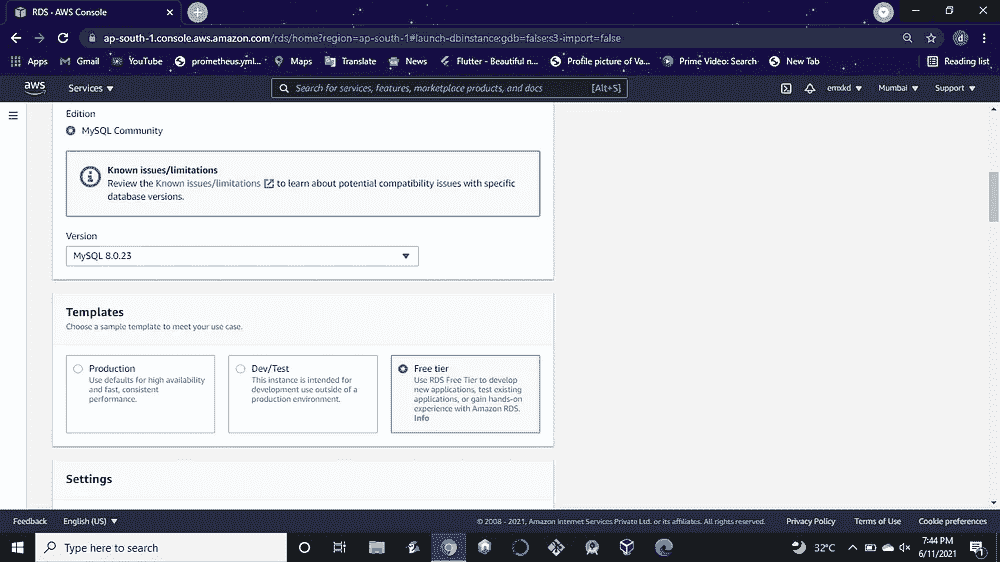 RDS · AWS Console
ap-south-1.console.aws.amazon.com/rds/home?region=ap-south-1#launch-dbinstance:gdb=false:s3-import=false
Apps Gmail YouTube prometheus.yml... Maps Translate News Flutter - Beautiful n... Profile picture of Va... Prime Video: Search· New Tab Reading list
aws Services Search for services, features, marketplace products, and docs [Alt+S] emxkd Mumbai Support
Edition
MySQL Community
Known issues/limitations
Review the Known issues/limitations to learn about potential compatibility issues with specific
database versions.
Version
MySQL 8.0.23
Templates
Choose a sample template to meet your use case.
Production
Use defaults for high availability
and fast, consistent
performance.
Dev/Test
This instance is intended for
development use outside of a
production environment.
Free tier
Use RDS Free Tier to develop
new applications, test existing
applications, or gain hands-on
experience with Amazon RDS.
Info
Settings
Feedback English (US) © 2008 - 2021, Amazon Internet Services Private Ltd. or its affiliates. All rights reserved. Privacy Policy Terms of Use Cookie preferences
Type here to search 32°C 7:44 PM
6/11/2021